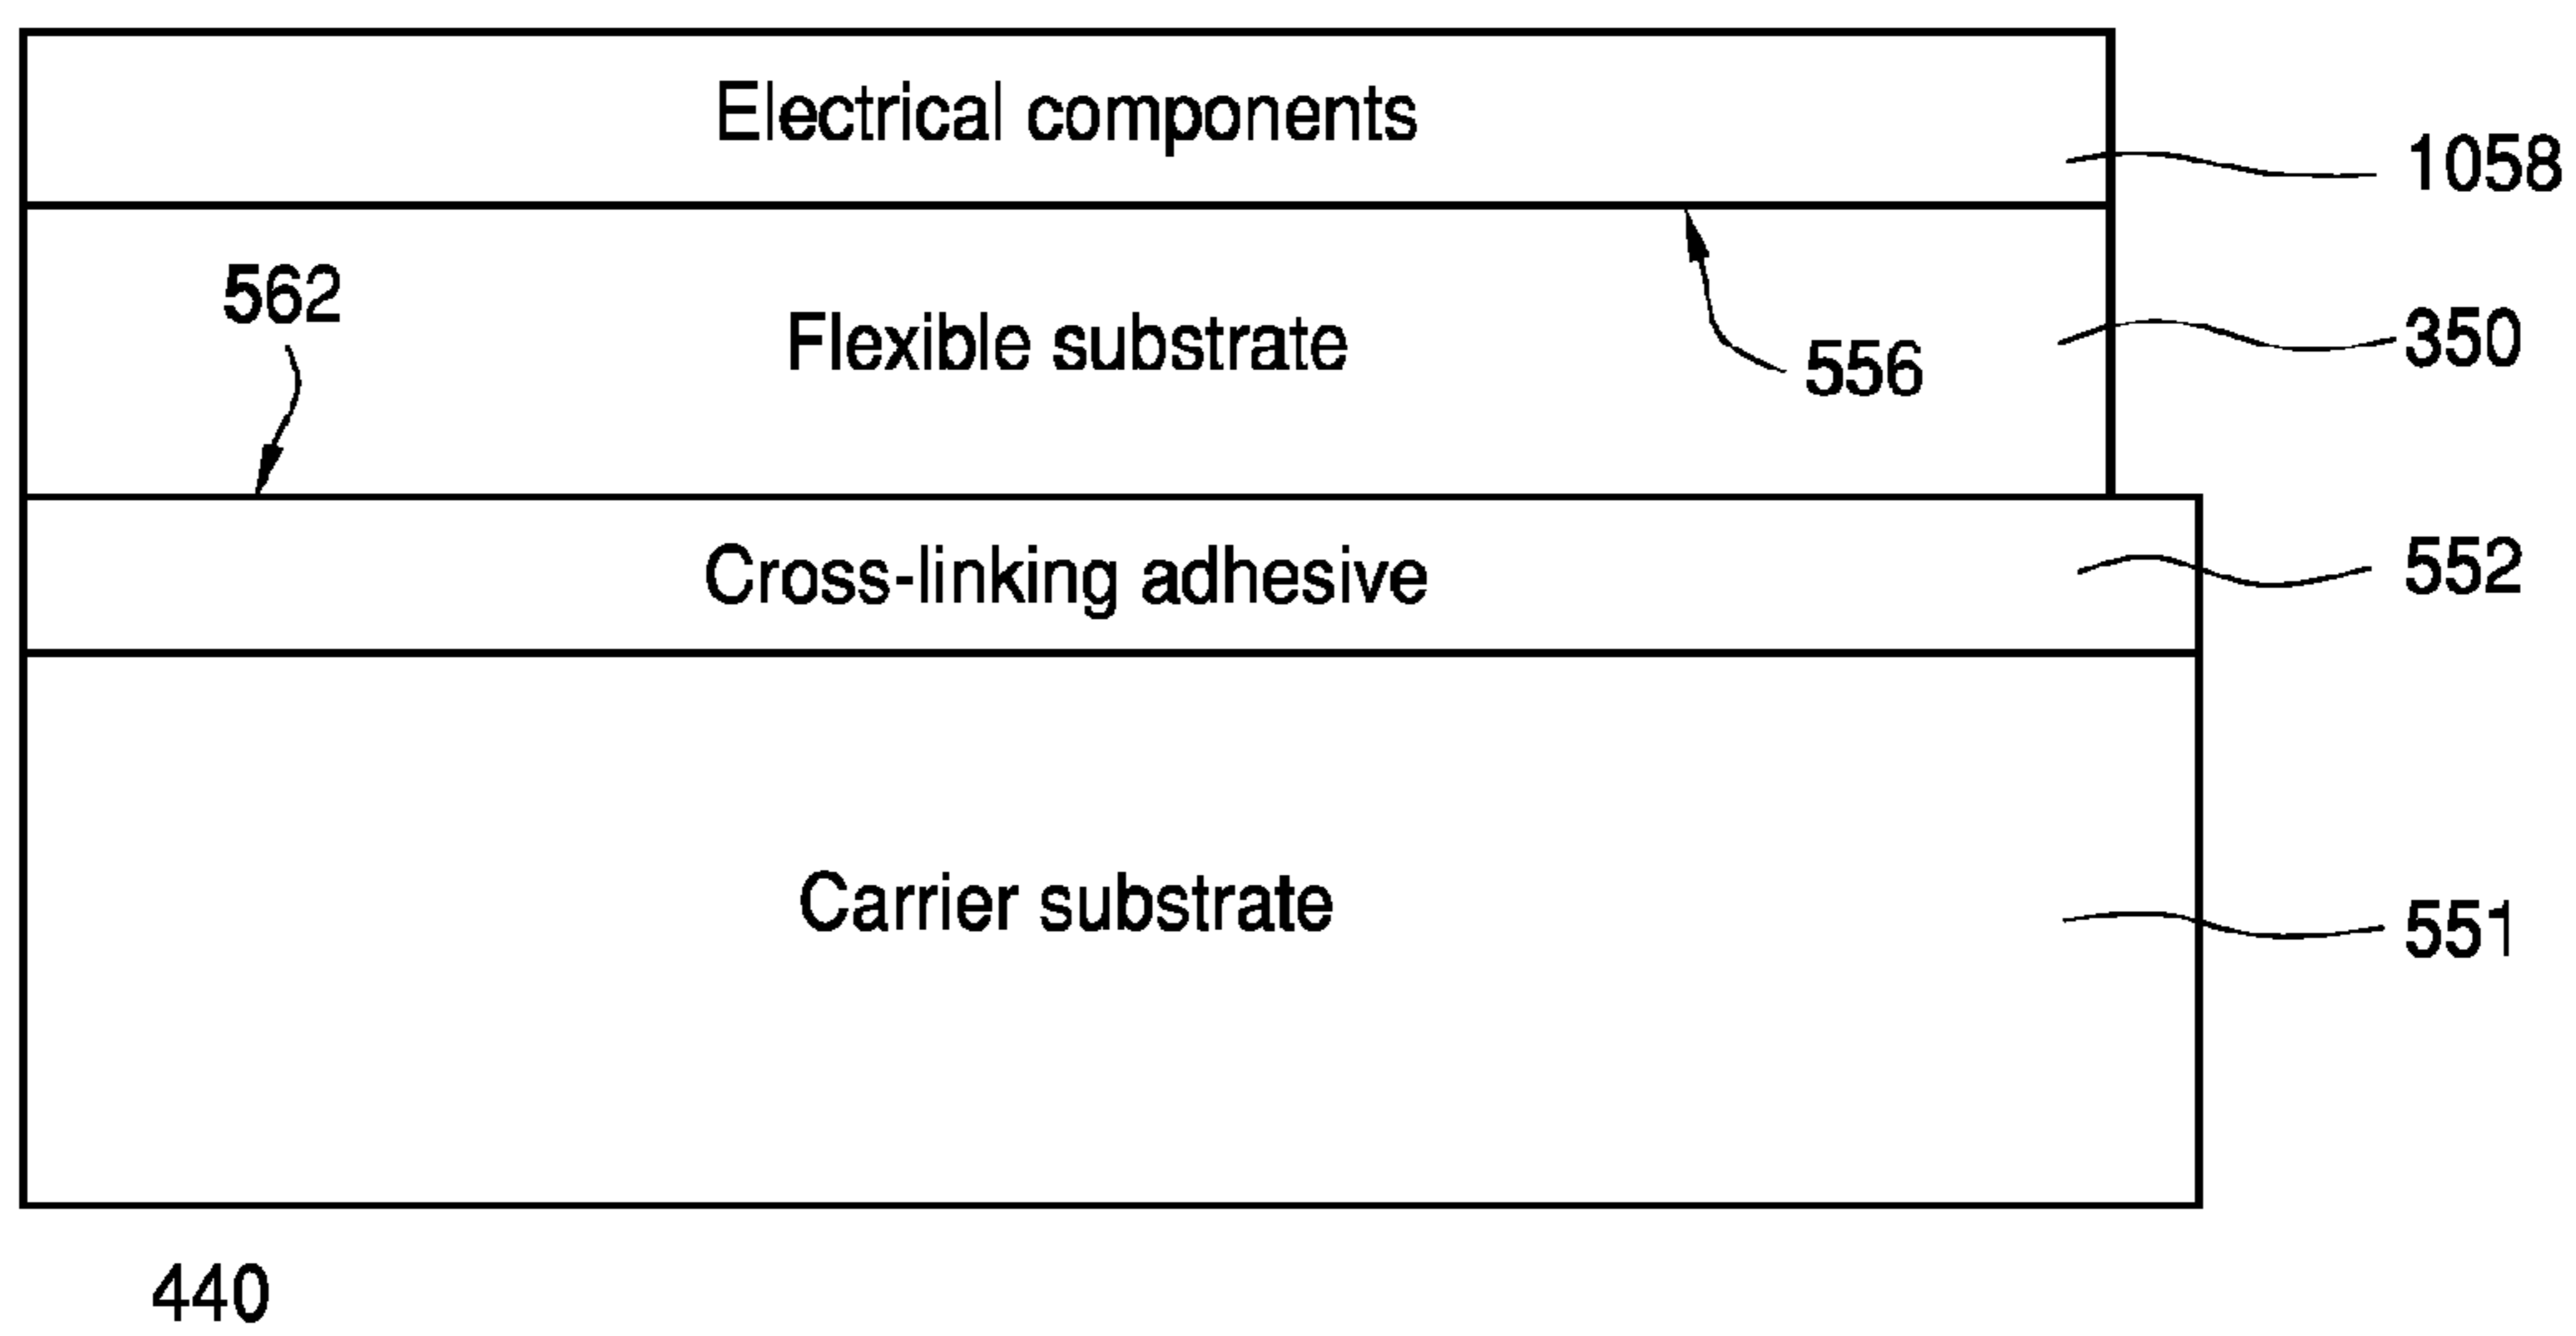 Electrical components
1058
562
Flexible substrate
556
350
Cross-linking adhesive
552
Carrier substrate
551
440